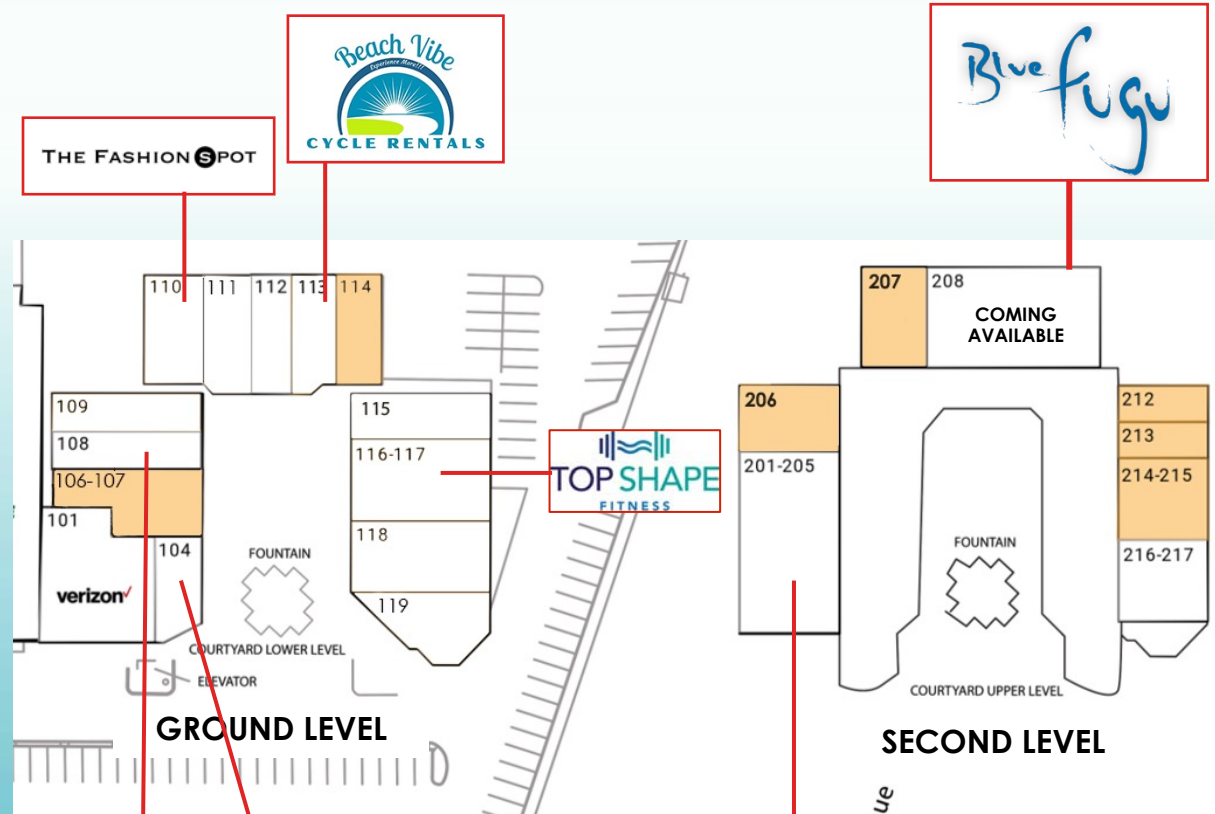 Beach Vibe
Experience More!!!
CYCLE RENTALS
Blue Fugu
THE FASHION SPOT
110
111
112
113
114
109
108
106-107
101
verizon
104
115
116-117
118
119
TOP SHAPE
FITNESS
FOUNTAIN
COURTYARD LOWER LEVEL
ELEVATOR
GROUND LEVEL
207
208
COMING
AVAILABLE
206
201-205
212
213
214-215
216-217
FOUNTAIN
COURTYARD UPPER LEVEL
SECOND LEVEL
ue